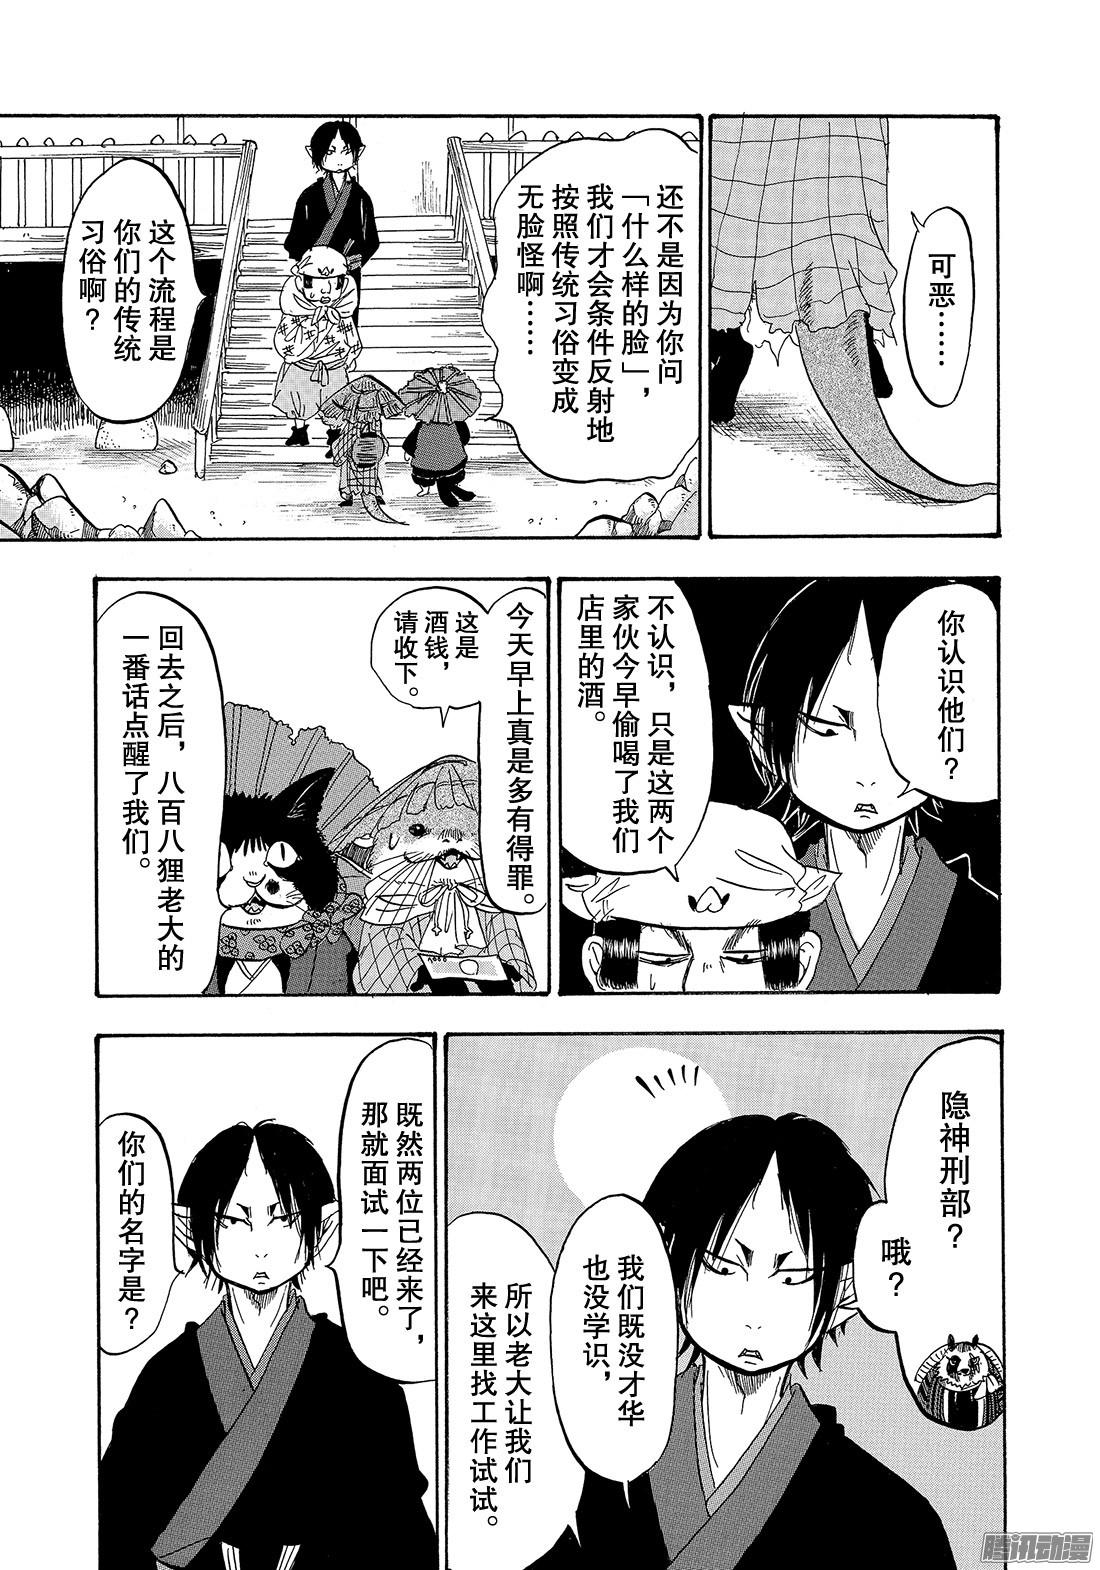 可恶……
还不是因为你问
「什么样的脸」，
我们才会条件反射地
按照传统习俗变成
无脸怪啊……
这个流程是
你们的传统
习俗啊？
你认识他们？
不认识，只是这两个
家伙今早偷喝了我们
店里的酒。
今天早上真是多有得罪。
这是
酒钱，
请收下。
回去之后，八百八狸老大的
一番话点醒了我们。
隐神刑部？
哦？
我们既没才华
也没学识，
所以老大让我们
来这里找工作试试。
既然两位已经来了，
那就面试一下吧。
你们的名字是？
腾讯动漫